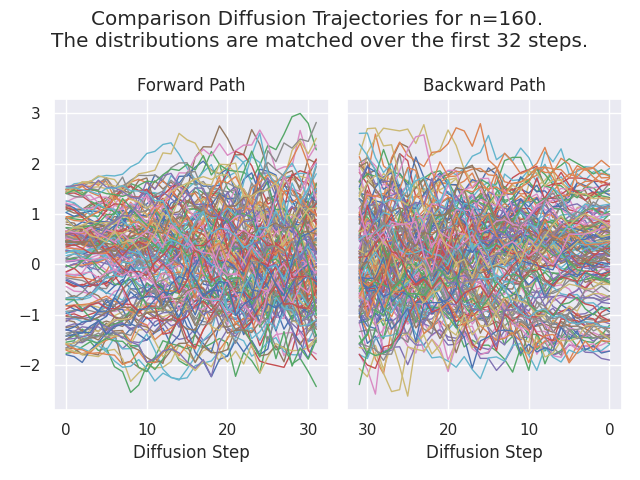 Comparison Diffusion Trajectories for n=160.
The distributions are matched over the first 32 steps.
Forward Path
Backward Path
3
2
1
0
−1
−2
0 10 20 30
30 20 10 0
Diffusion Step
Diffusion Step